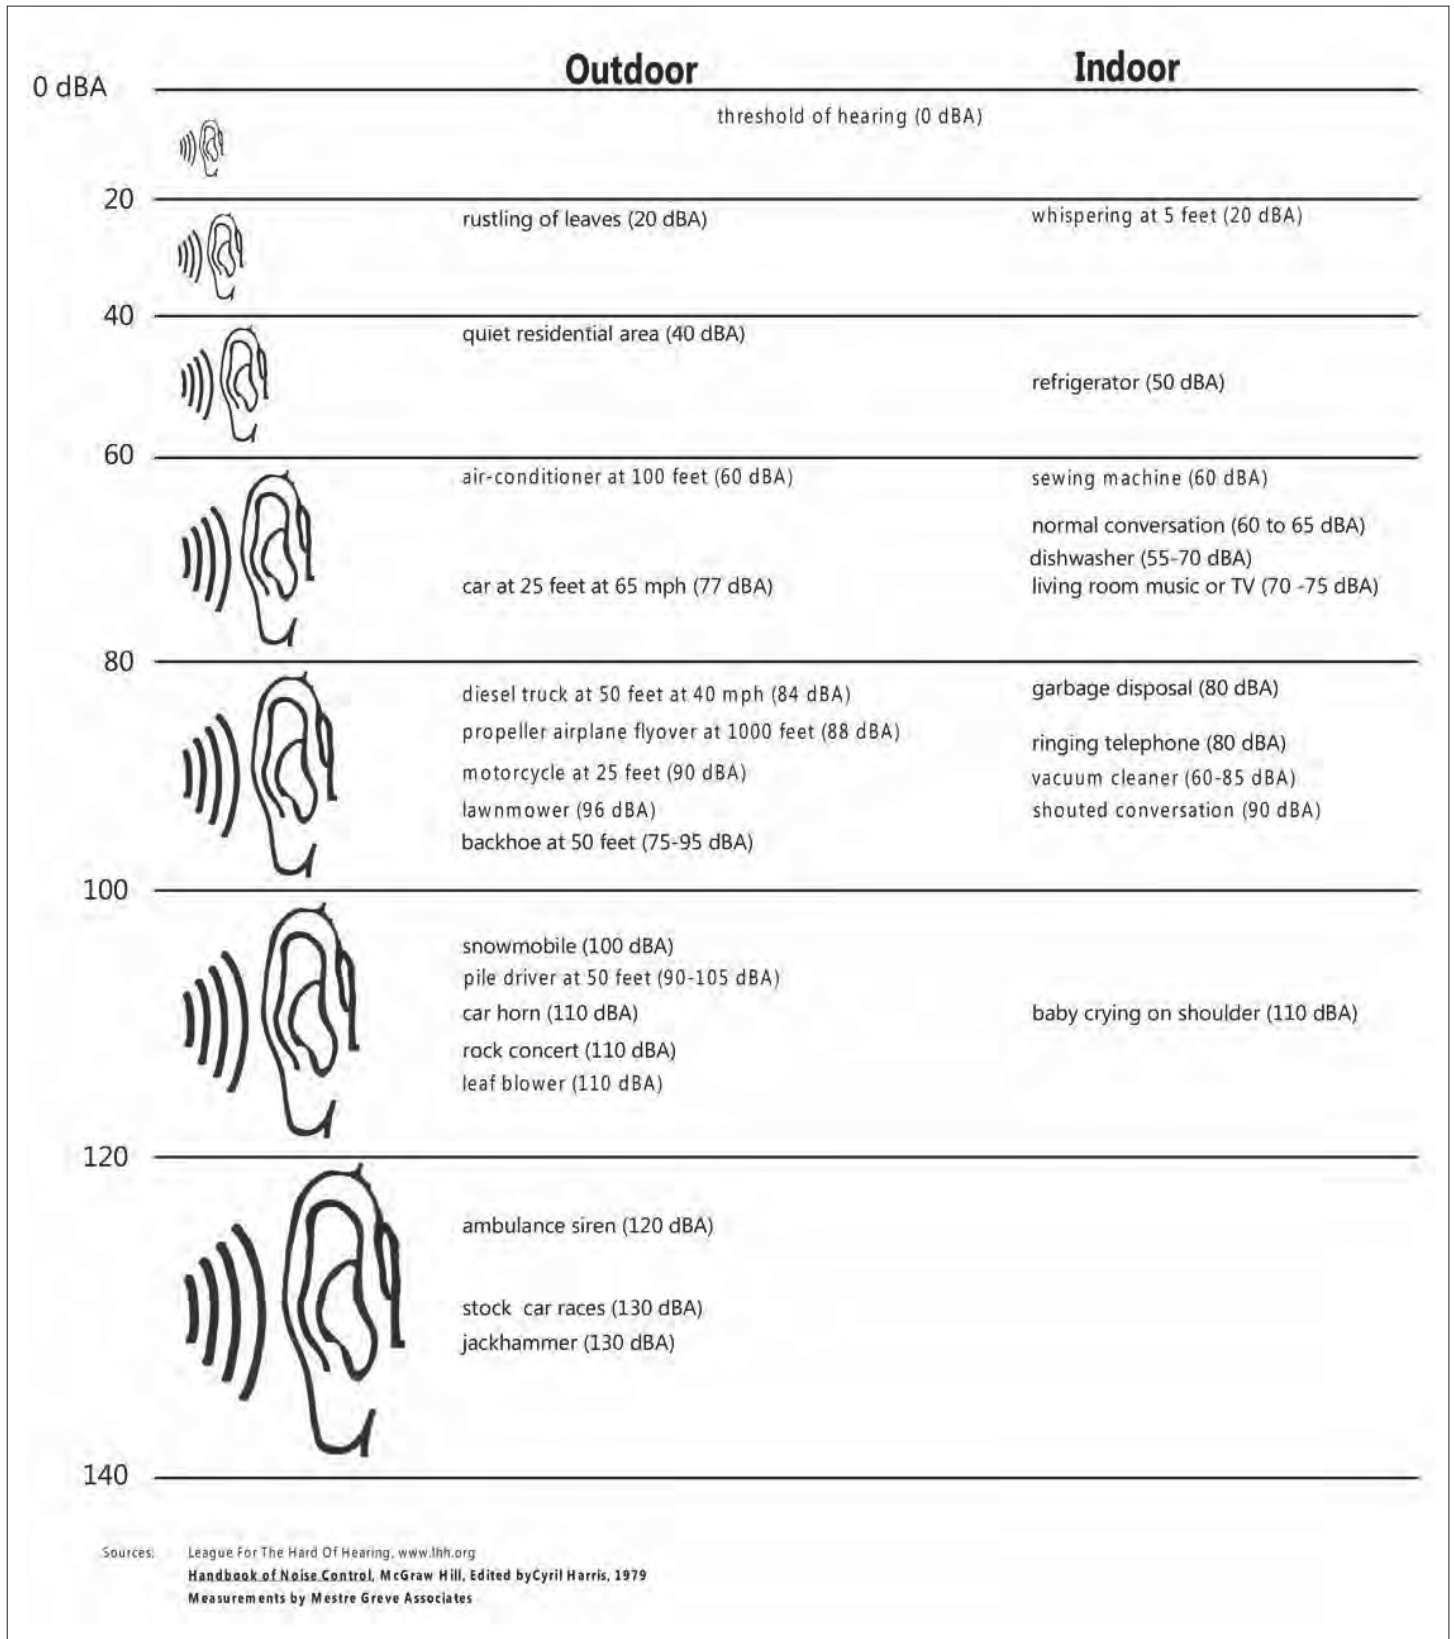 Outdoor Indoor
0 dBA
threshold of hearing (0 dBA)
20
rustling of leaves (20 dBA) whispering at 5 feet (20 dBA)
40
quiet residential area (40 dBA)
refrigerator (50 dBA)
60
air-conditioner at 100 feet (60 dBA) sewing machine (60 dBA)
normal conversation (60 to 65 dBA)
dishwasher (55-70 dBA)
car at 25 feet at 65 mph (77 dBA) living room music or TV (70 -75 dBA)
80
diesel truck at 50 feet at 40 mph (84 dBA) garbage disposal (80 dBA)
propeller airplane flyover at 1000 feet (88 dBA) ringing telephone (80 dBA)
motorcycle at 25 feet (90 dBA) vacuum cleaner (60-85 dBA)
lawnmower (96 dBA) shouted conversation (90 dBA)
backhoe at 50 feet (75-95 dBA)
100
snowmobile (100 dBA)
pile driver at 50 feet (90-105 dBA)
car horn (110 dBA) baby crying on shoulder (110 dBA)
rock concert (110 dBA)
leaf blower (110 dBA)
120
ambulance siren (120 dBA)
stock car races (130 dBA)
jackhammer (130 dBA)
140
Sources: League For The Hard Of Hearing, www.lhh.org
Handbook of Noise Control, McGraw Hill, Edited byCyril Harris, 1979
Measurements by Mestre Greve Associates